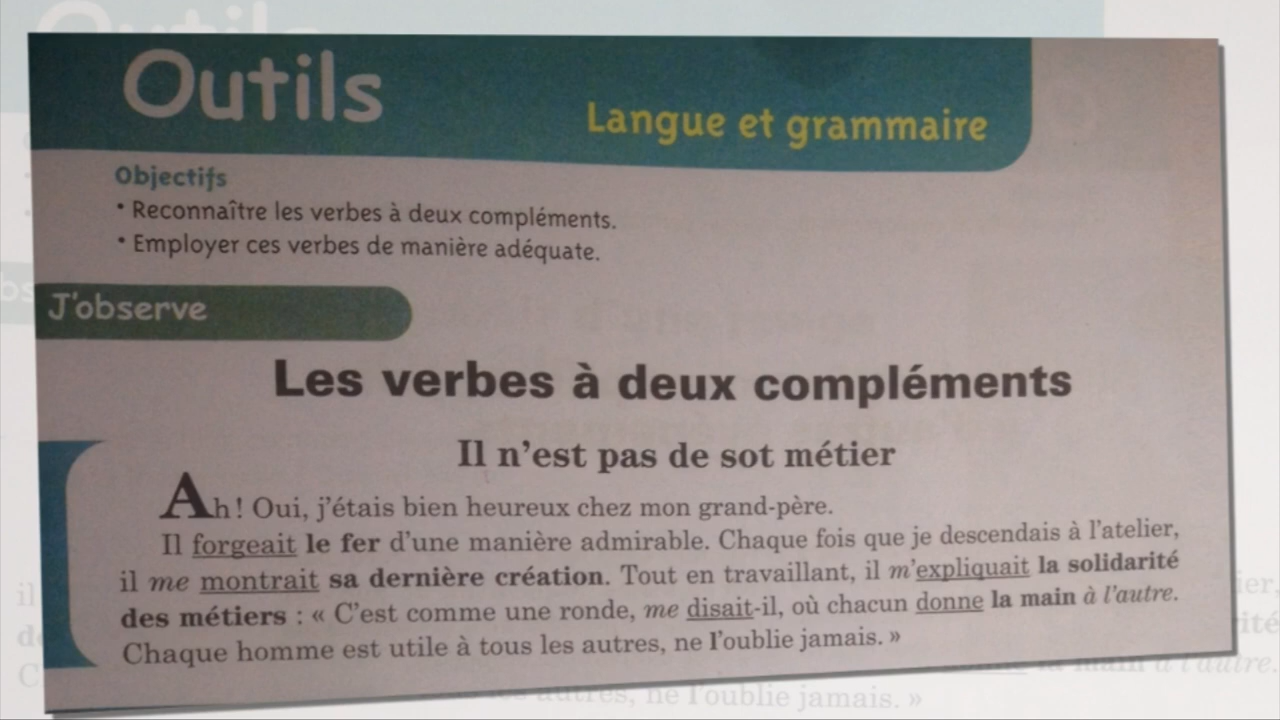 Outils
Langue et grammaire
Objectifs
• Reconnaître les verbes à deux compléments.
• Employer ces verbes de manière adéquate.
J'observe
Les verbes à deux compléments
Il n'est pas de sot métier
Ah! Oui, j'étais bien heureux chez mon grand-père.
Il forgeait le fer d'une manière admirable. Chaque fois que je descendais à l'atelier,
il me montrait sa dernière création. Tout en travaillant, il m'expliquait la solidarité
des métiers : « C'est comme une ronde, me disait-il, où chacun donne la main à l'autre.
Chaque homme est utile à tous les autres, ne l'oublie jamais. »